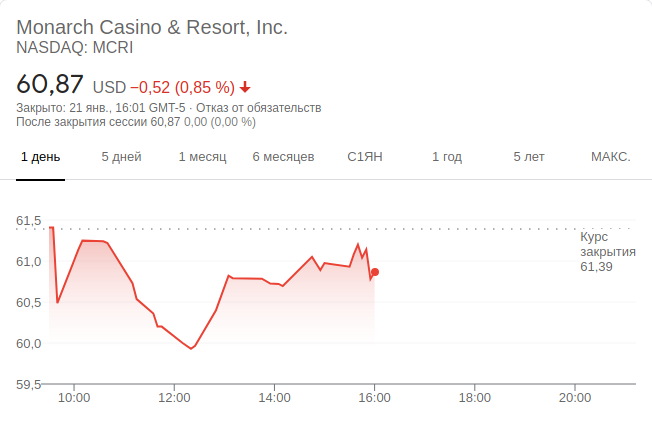 Monarch Casino & Resort, Inc.
NASDAQ: MCRI
60,87 USD −0,52 (0,85 %)
Закрыто: 21 янв., 16:01 GMT-5 · Отказ от обязательств
После закрытия сессии 60,87 0,00 (0,00 %)
1 день 5 дней 1 месяц 6 месяцев С1ЯН 1 год 5 лет МАКС.
61,5
Курс
закрытия
61,39
61,0
60,5
60,0
59,5
10:00 12:00 14:00 16:00 18:00 20:00